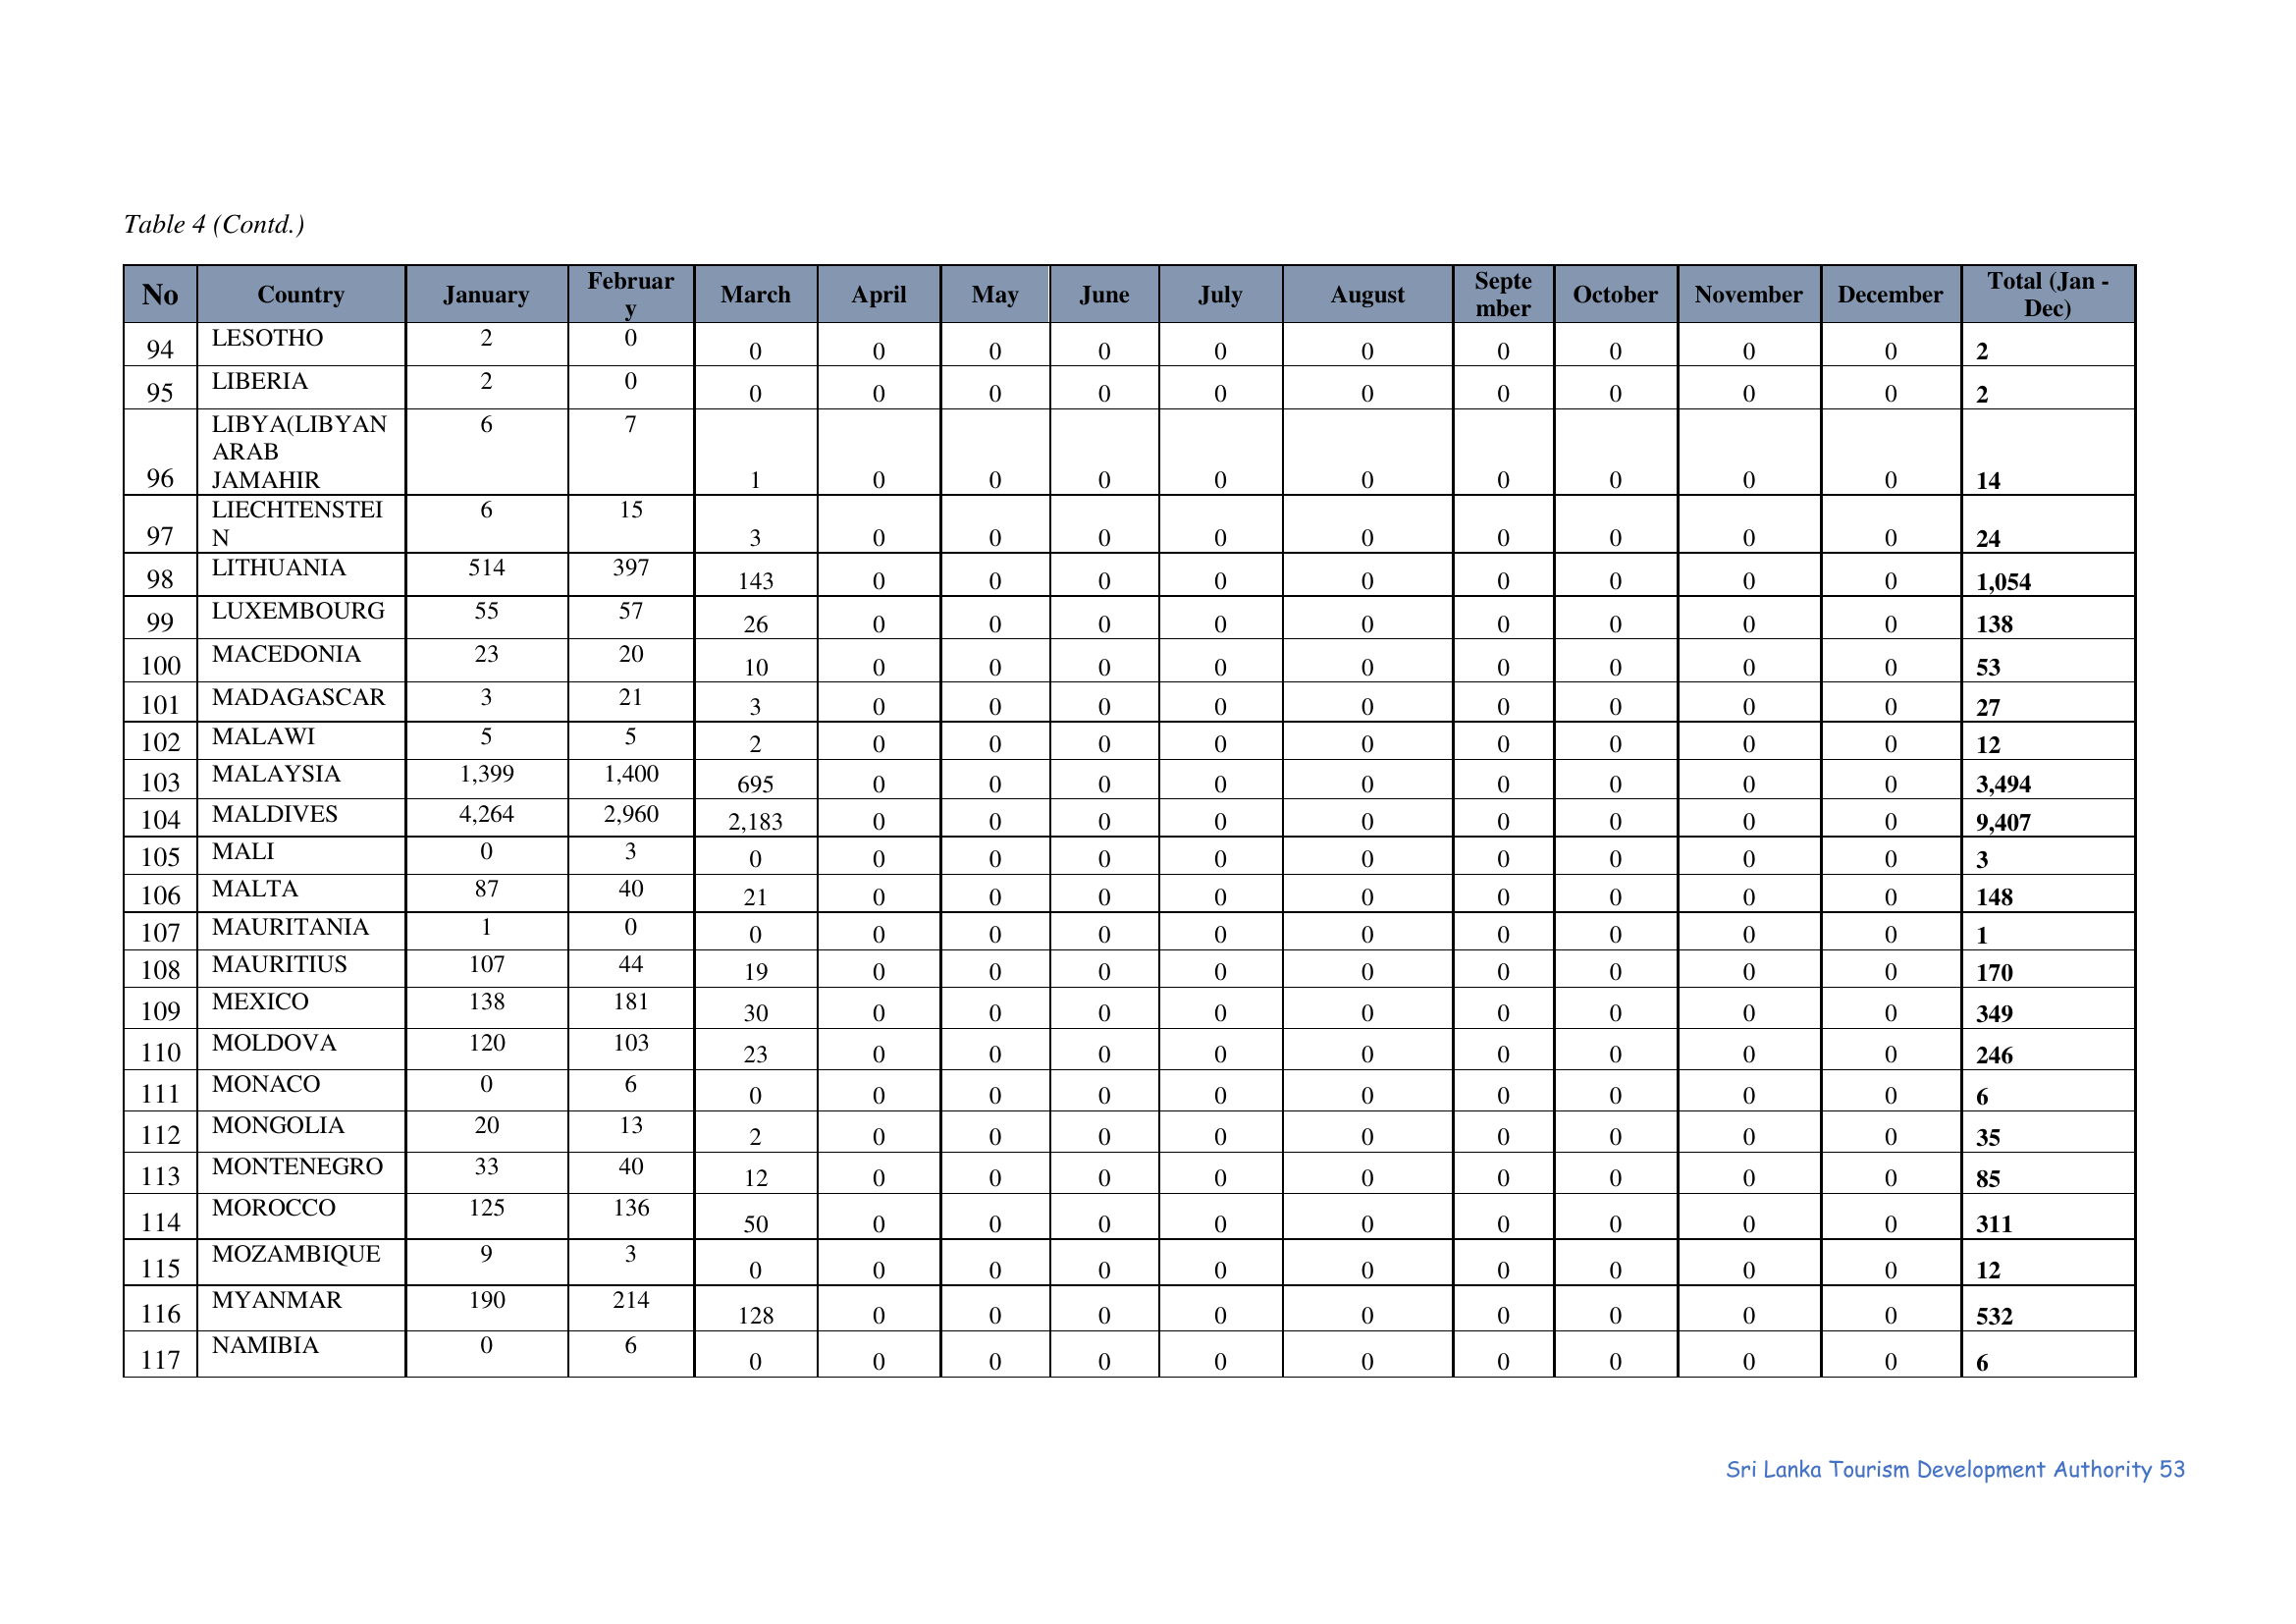 Table 4 (Contd.)
No Country January Februar March April May June July August Septe October November December Total (Jan -
y mber Dec)
94 LESOTHO 2 0 0 0 0 0 0 0 0 0 0 0 2
95 LIBERIA 2 0 0 0 0 0 0 0 0 0 0 0 2
LIBYA(LIBYAN 6 7
ARAB
96 JAMAHIR 1 0 0 0 0 0 0 0 0 0 14
LIECHTENSTEI 6 15
97 N 3 0 0 0 0 0 0 0 0 0 24
98 LITHUANIA 514 397 143 0 0 0 0 0 0 0 0 0 1,054
99 LUXEMBOURG 55 57 26 0 0 0 0 0 0 0 0 0 138
100 MACEDONIA 23 20 10 0 0 0 0 0 0 0 0 0 53
101 MADAGASCAR 3 21 3 0 0 0 0 0 0 0 0 0 27
102 MALAWI 5 5 2 0 0 0 0 0 0 0 0 0 12
103 MALAYSIA 1,399 1,400 695 0 0 0 0 0 0 0 0 0 3,494
104 MALDIVES 4,264 2,960 2,183 0 0 0 0 0 0 0 0 0 9,407
105 MALI 0 3 0 0 0 0 0 0 0 0 0 0 3
106 MALTA 87 40 21 0 0 0 0 0 0 0 0 0 148
107 MAURITANIA 1 0 0 0 0 0 0 0 0 0 0 0 1
108 MAURITIUS 107 44 19 0 0 0 0 0 0 0 0 0 170
109 MEXICO 138 181 30 0 0 0 0 0 0 0 0 0 349
110 MOLDOVA 120 103 23 0 0 0 0 0 0 0 0 0 246
111 MONACO 0 6 0 0 0 0 0 0 0 0 0 0 6
112 MONGOLIA 20 13 2 0 0 0 0 0 0 0 0 0 35
113 MONTENEGRO 33 40 12 0 0 0 0 0 0 0 0 0 85
114 MOROCCO 125 136 50 0 0 0 0 0 0 0 0 0 311
115 MOZAMBIQUE 9 3 0 0 0 0 0 0 0 0 0 0 12
116 MYANMAR 190 214 128 0 0 0 0 0 0 0 0 0 532
117 NAMIBIA 0 6 0 0 0 0 0 0 0 0 0 0 6
Sri Lanka Tourism Development Authority 53